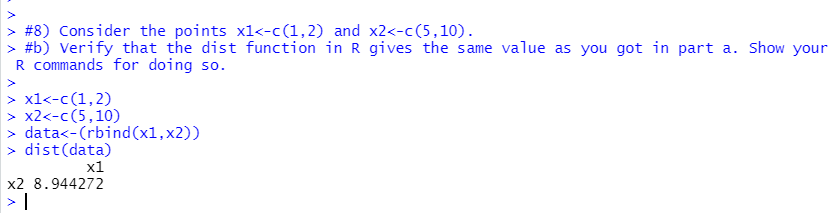 >
> #8) Consider the points x1<-c(1,2) and x2<-c(5,10).
> #b) Verify that the dist function in R gives the same value as you got in part a. Show your
R commands for doing so.
>
> x1<-c(1,2)
> x2<-c(5,10)
> data<-(rbind(x1,x2))
> dist(data)
x1
x2 8.944272
>